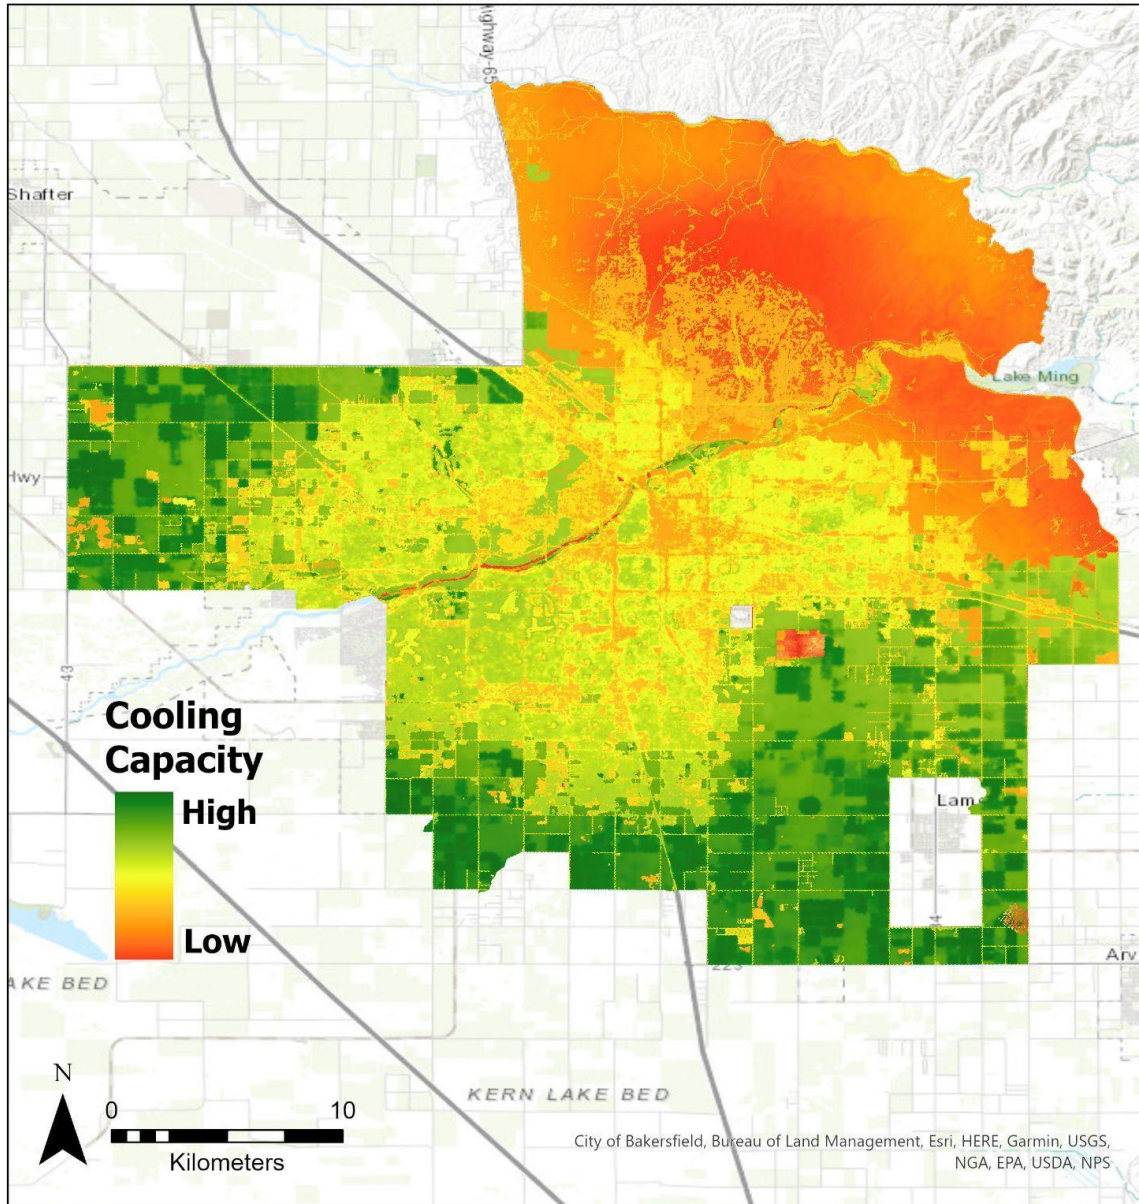 Highway-65
Shafter
Lake Ming
Hwy
43
Cooling
Capacity
High
Lam
Low
223
Arv
AKE BED
N
0 10
Kilometers
KERN LAKE BED
City of Bakersfield, Bureau of Land Management, Esri, HERE, Garmin, USGS,
NGA, EPA, USDA, NPS